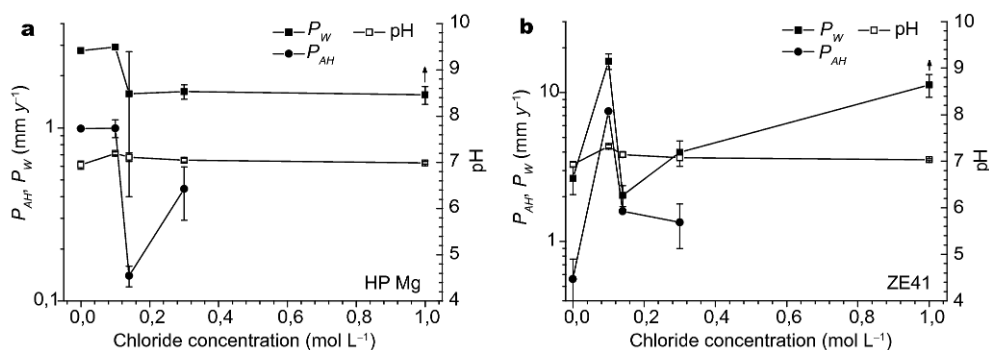 a
P_W
pH
P_AH
P_AH, P_W (mm y⁻¹)
1
0,1
10
9
8
7
6
5
4
pH
HP Mg
0,0 0,2 0,4 0,6 0,8 1,0
Chloride concentration (mol L⁻¹)
b
P_W
pH
P_AH
P_AH, P_W (mm y⁻¹)
10
1
10
9
8
7
6
5
4
pH
ZE41
0,0 0,2 0,4 0,6 0,8 1,0
Chloride concentration (mol L⁻¹)